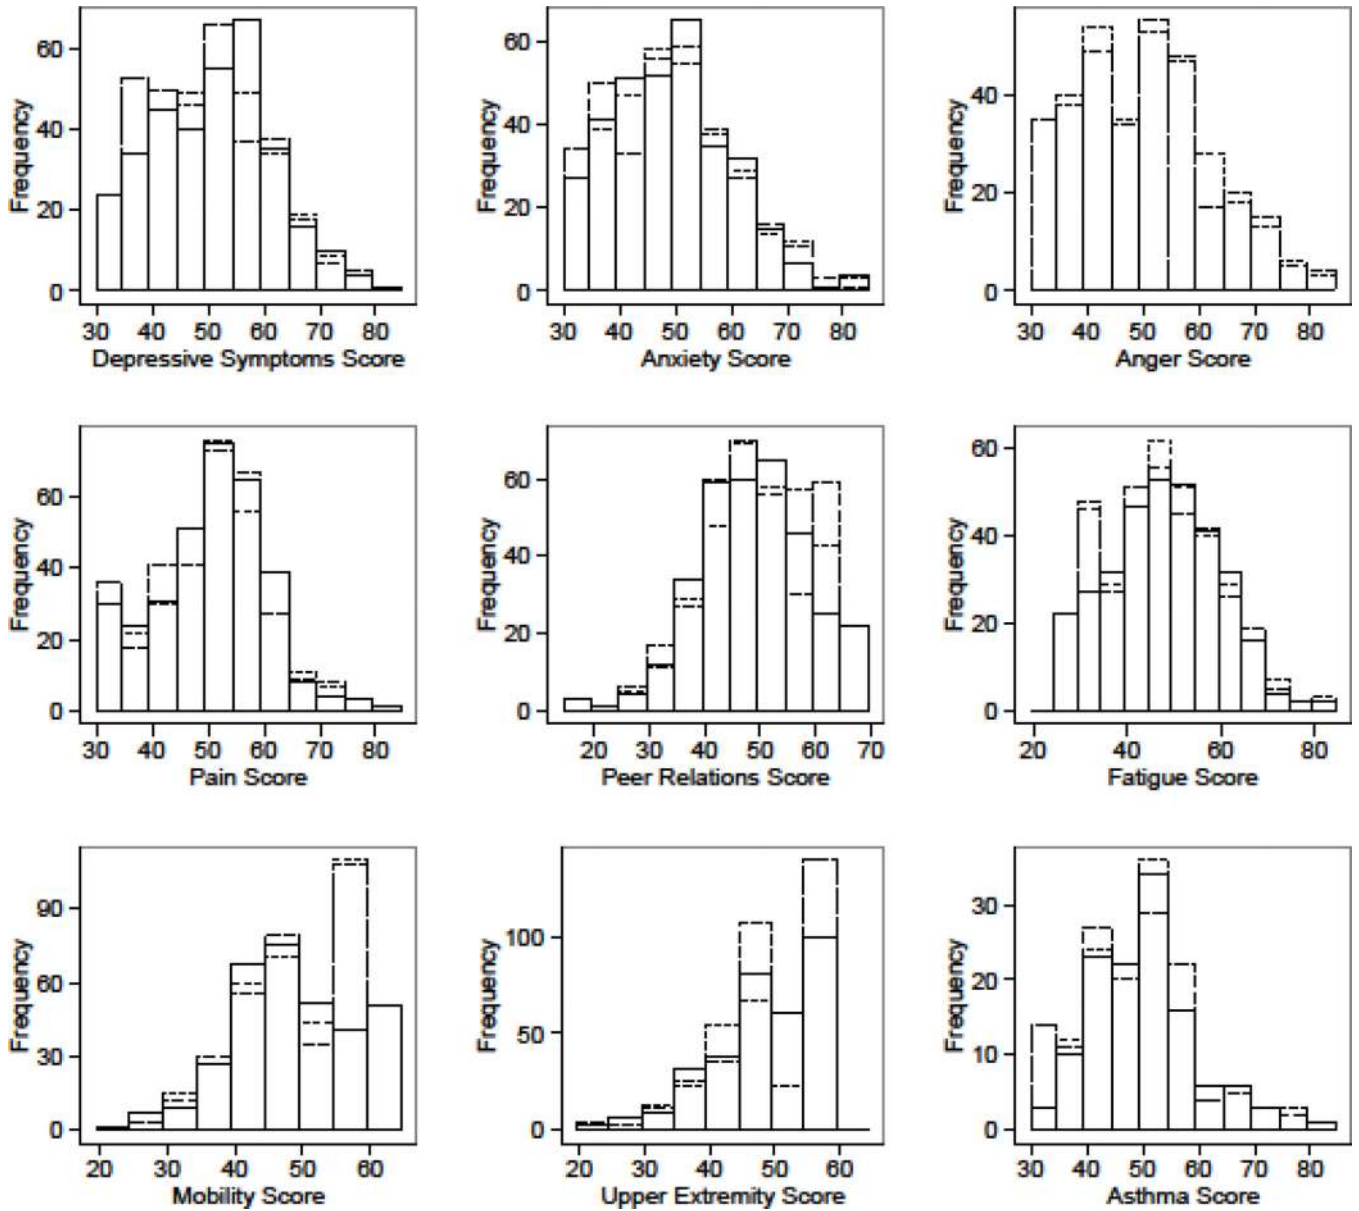 Frequency
60
40
20
0
30 40 50 60 70 80
Depressive Symptoms Score
Frequency
60
40
20
0
30 40 50 60 70 80
Anxiety Score
Frequency
40
20
0
30 40 50 60 70 80
Anger Score
Frequency
60
40
20
0
30 40 50 60 70 80
Pain Score
Frequency
60
40
20
0
20 30 40 50 60 70
Peer Relations Score
Frequency
60
40
20
0
20 40 60 80
Fatigue Score
Frequency
90
60
30
0
20 30 40 50 60
Mobility Score
Frequency
100
50
0
20 30 40 50 60
Upper Extremity Score
Frequency
30
20
10
0
30 40 50 60 70 80
Asthma Score